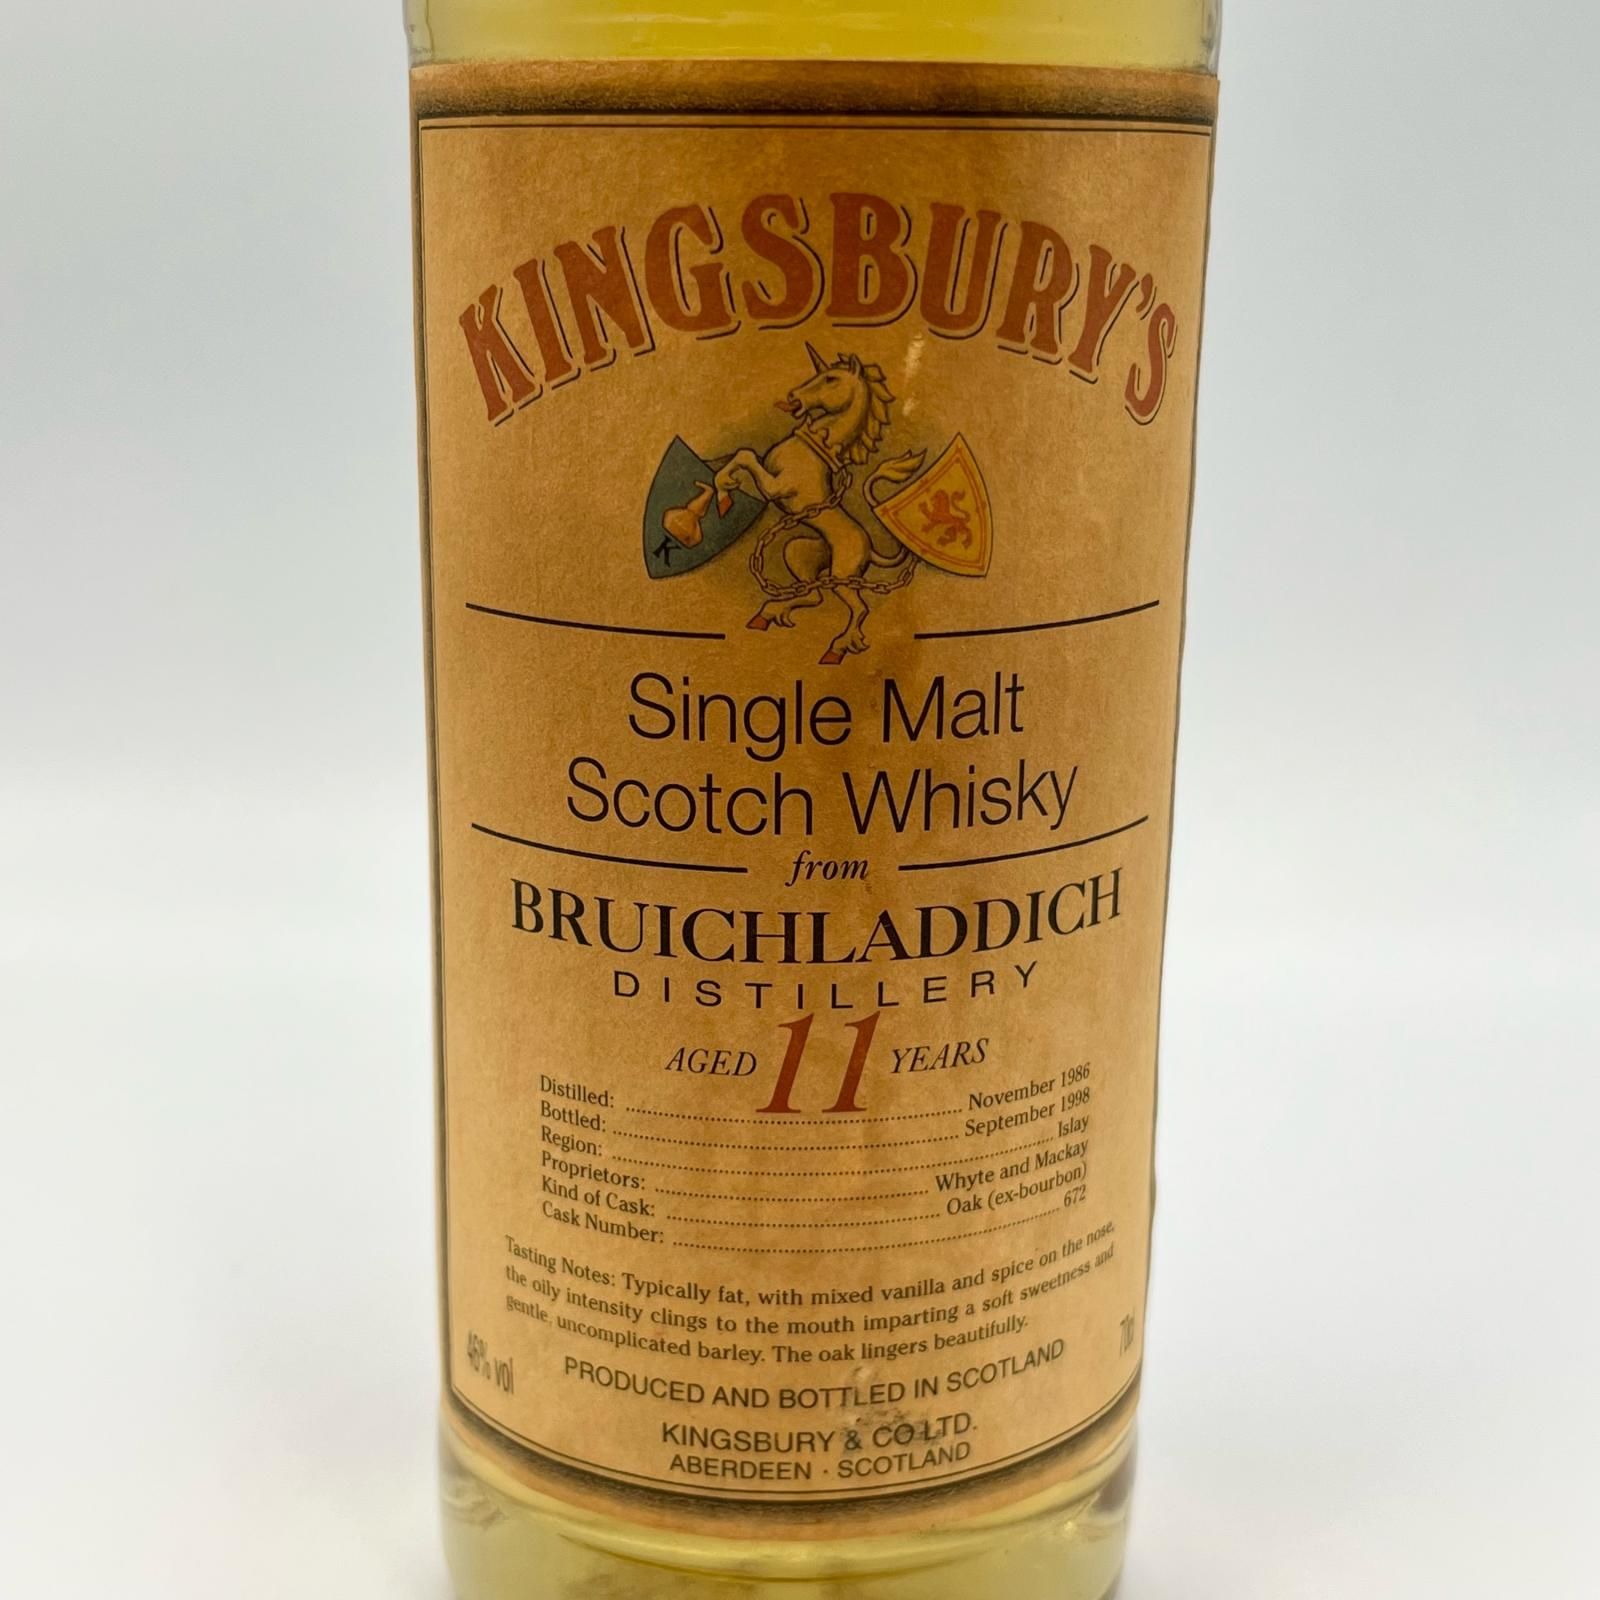 KINGSBURY'S
K
Single Malt
Scotch Whisky
from
BRUICHLADDICH
DISTILLERY
AGED 11 YEARS
Distilled: November 1986
Bottled: September 1998
Region: Islay
Proprietors: Whyte and Mackay
Kind of Cask: Oak (ex-bourbon)
Cask Number: 672
Tasting Notes: Typically fat, with mixed vanilla and spice on the nose,
the oily intensity clings to the mouth imparting a soft sweetness and
gentle, uncomplicated barley. The oak lingers beautifully.
46% vol
70cl
PRODUCED AND BOTTLED IN SCOTLAND
KINGSBURY & CO LTD.
ABERDEEN · SCOTLAND